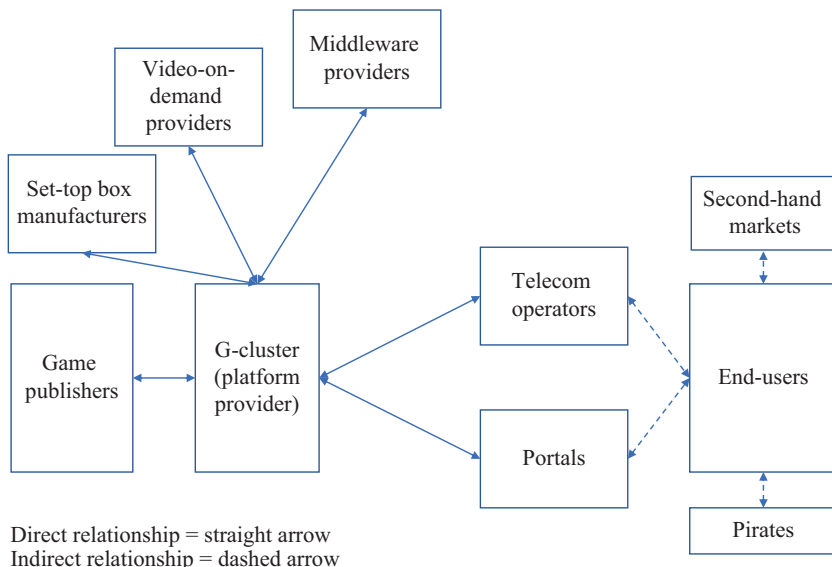 Middleware
providers
Video-on-
demand
providers
Set-top box
manufacturers
Second-hand
markets
Game
publishers
G-cluster
(platform
provider)
Telecom
operators
Portals
End-users
Pirates
Direct relationship = straight arrow
Indirect relationship = dashed arrow